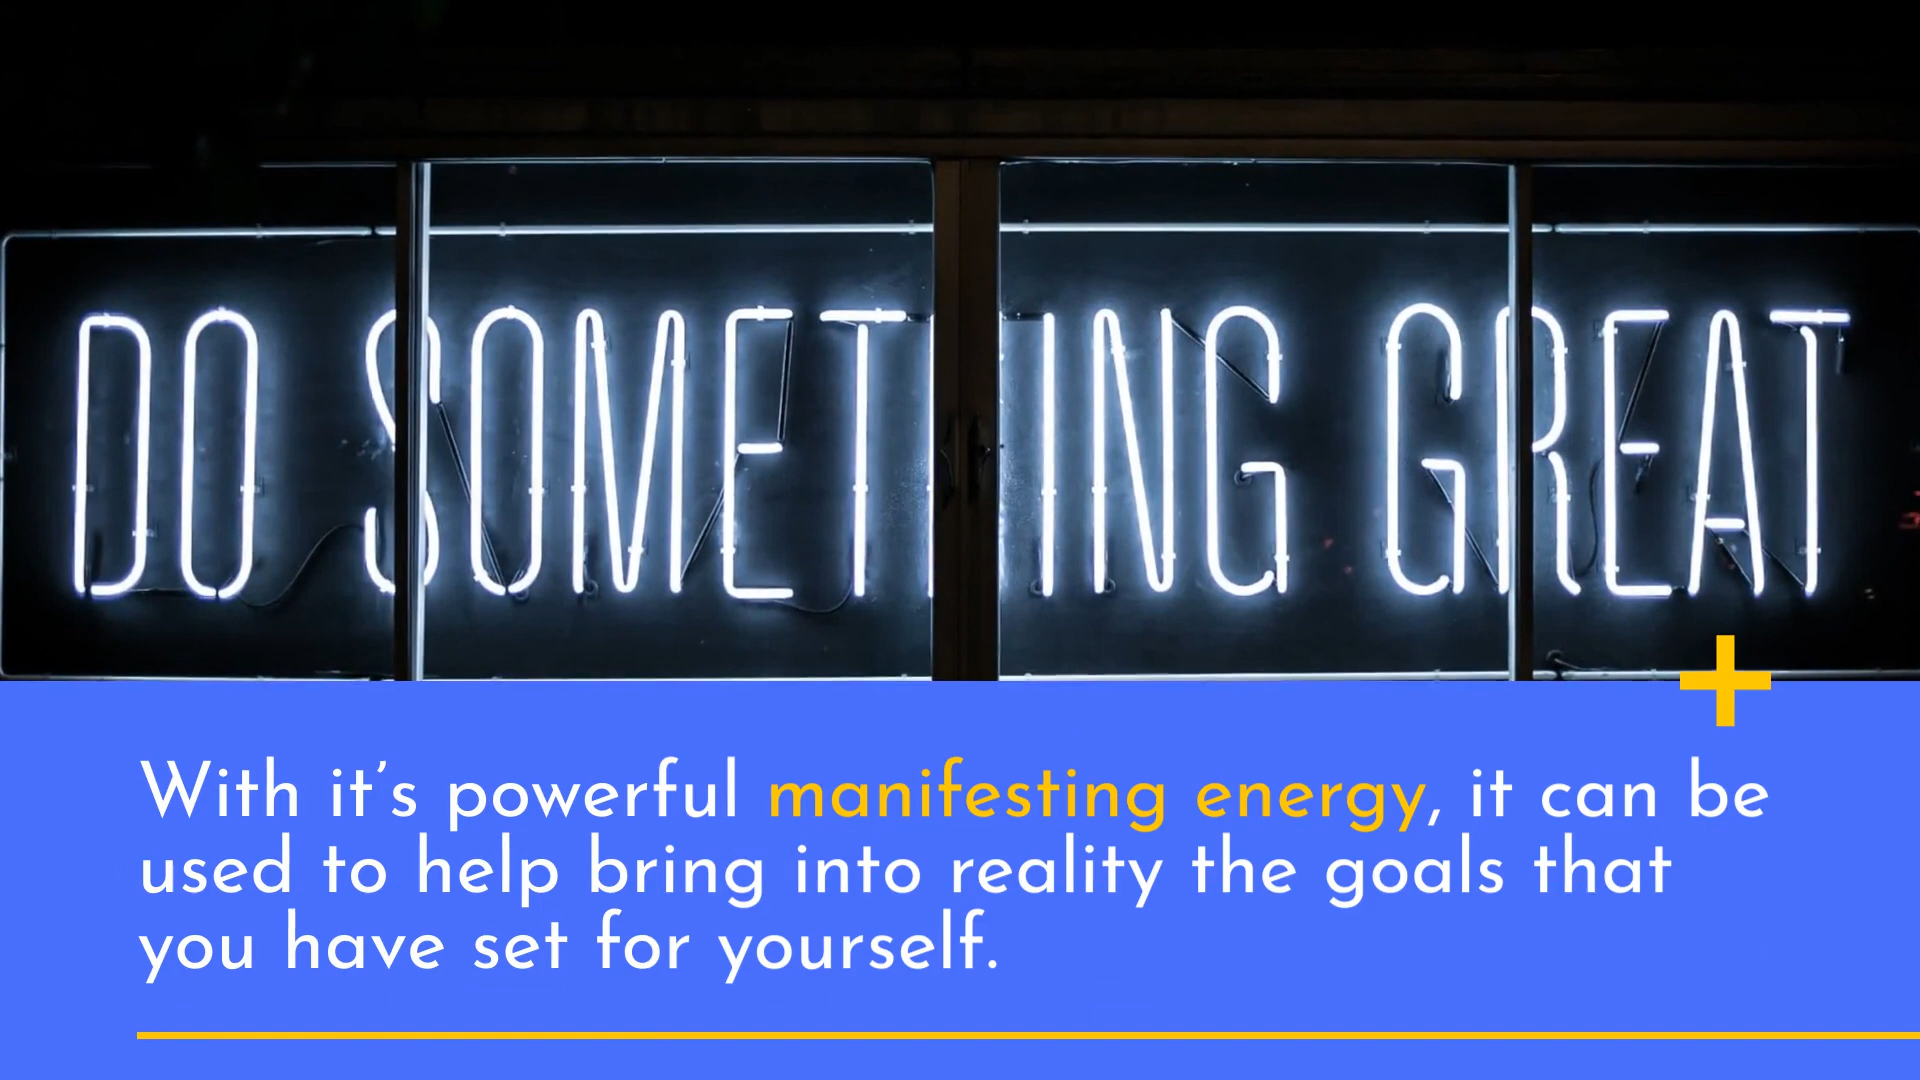 DO SOMETHING GREAT
With it’s powerful manifesting energy, it can be
used to help bring into reality the goals that
you have set for yourself.